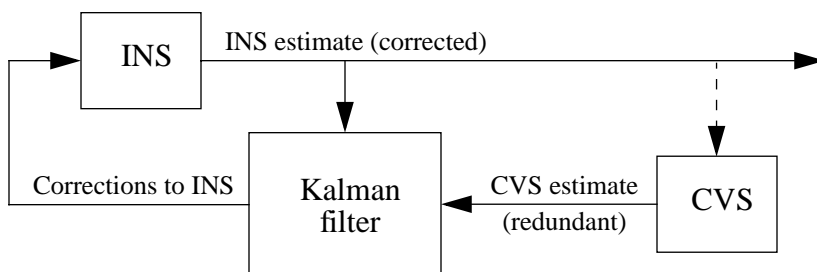 INS
INS estimate (corrected)
Corrections to INS
Kalman
filter
CVS estimate
(redundant)
CVS